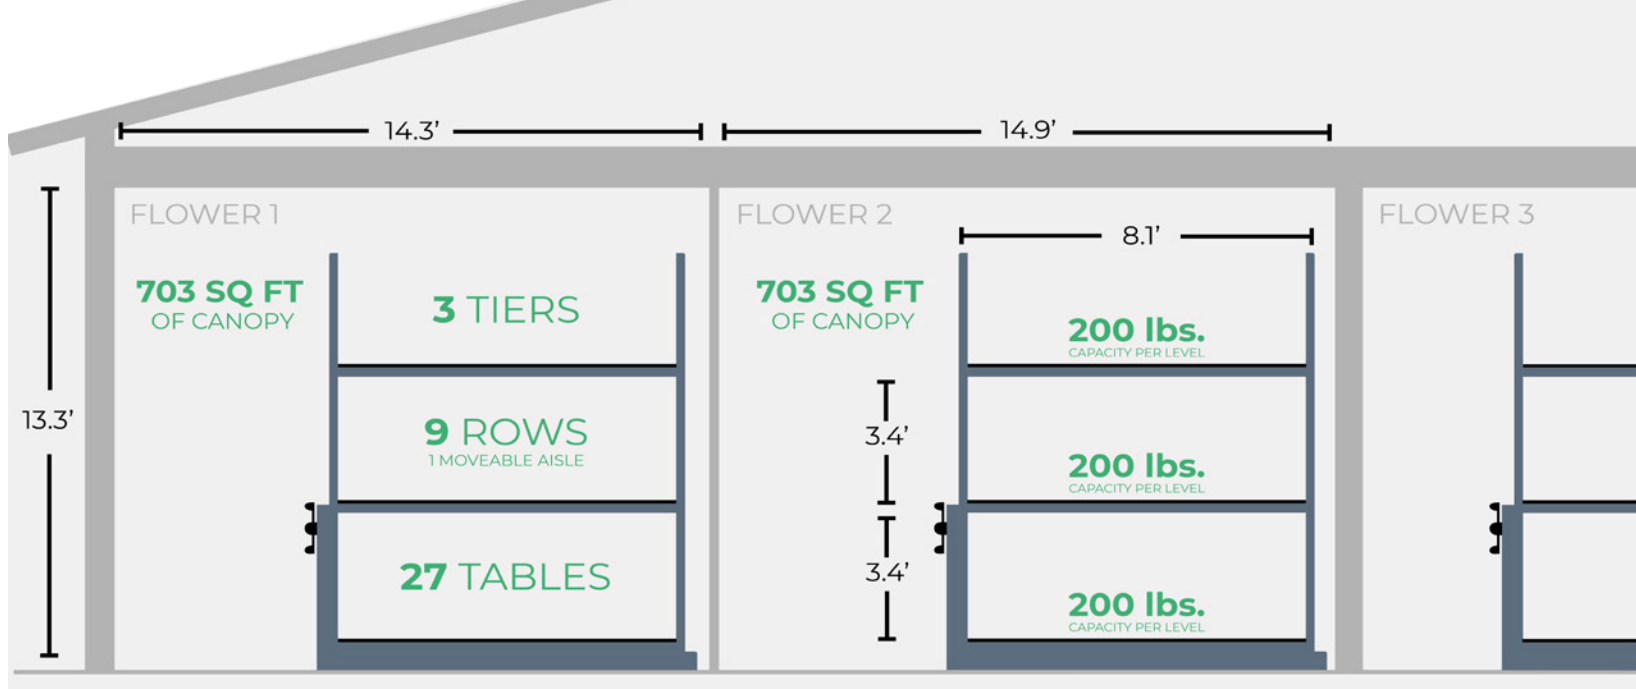 14.3’
14.9’
FLOWER 1
FLOWER 2
FLOWER 3
8.1’
703 SQ FT
OF CANOPY
3 TIERS
703 SQ FT
OF CANOPY
200 lbs.
CAPACITY PER LEVEL
13.3’
9 ROWS
1 MOVEABLE AISLE
3.4’
200 lbs.
CAPACITY PER LEVEL
27 TABLES
3.4’
200 lbs.
CAPACITY PER LEVEL